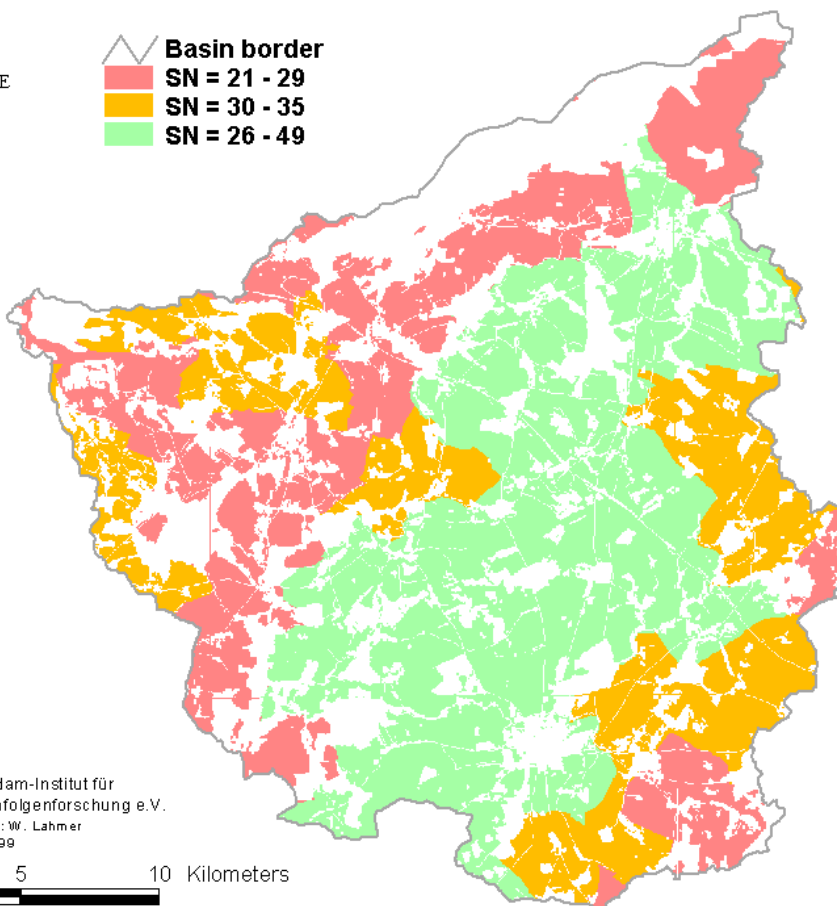 Basin border
E
SN = 21 - 29
SN = 30 - 35
SN = 26 - 49
dam-Institut für
nfolgenforschung e.V.
: W. Lahmer
99
5 10 Kilometers